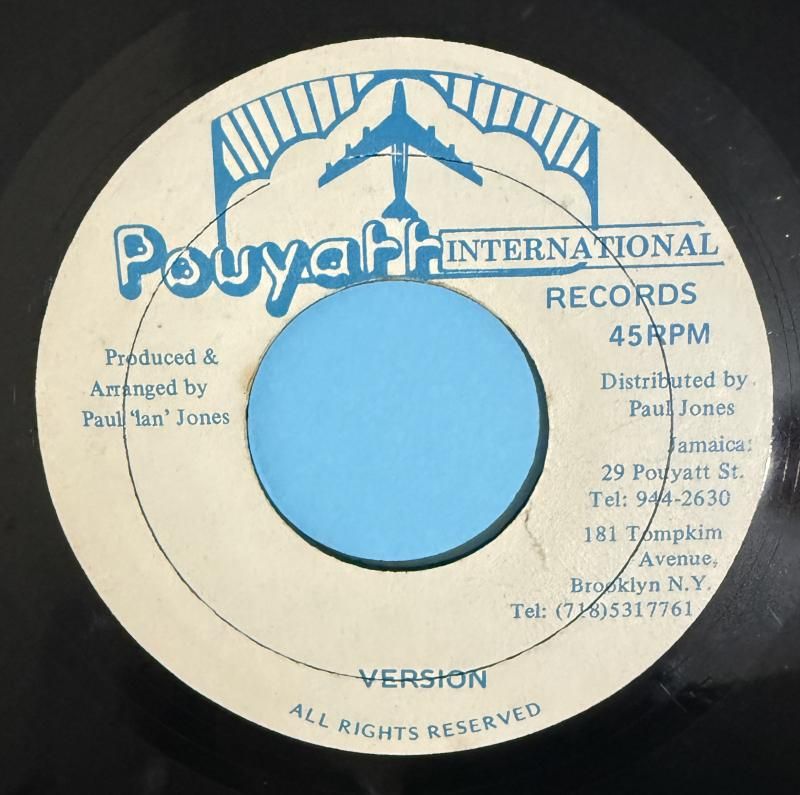 Pouyatt INTERNATIONAL
RECORDS
45RPM
Produced &
Arranged by
Paul 'Ian' Jones
Distributed by
Paul Jones
Jamaica:
29 Pouyatt St.
Tel: 944-2630
181 Tompkim
Avenue,
Brooklyn N.Y.
Tel: (718)5317761
VERSION
ALL RIGHTS RESERVED